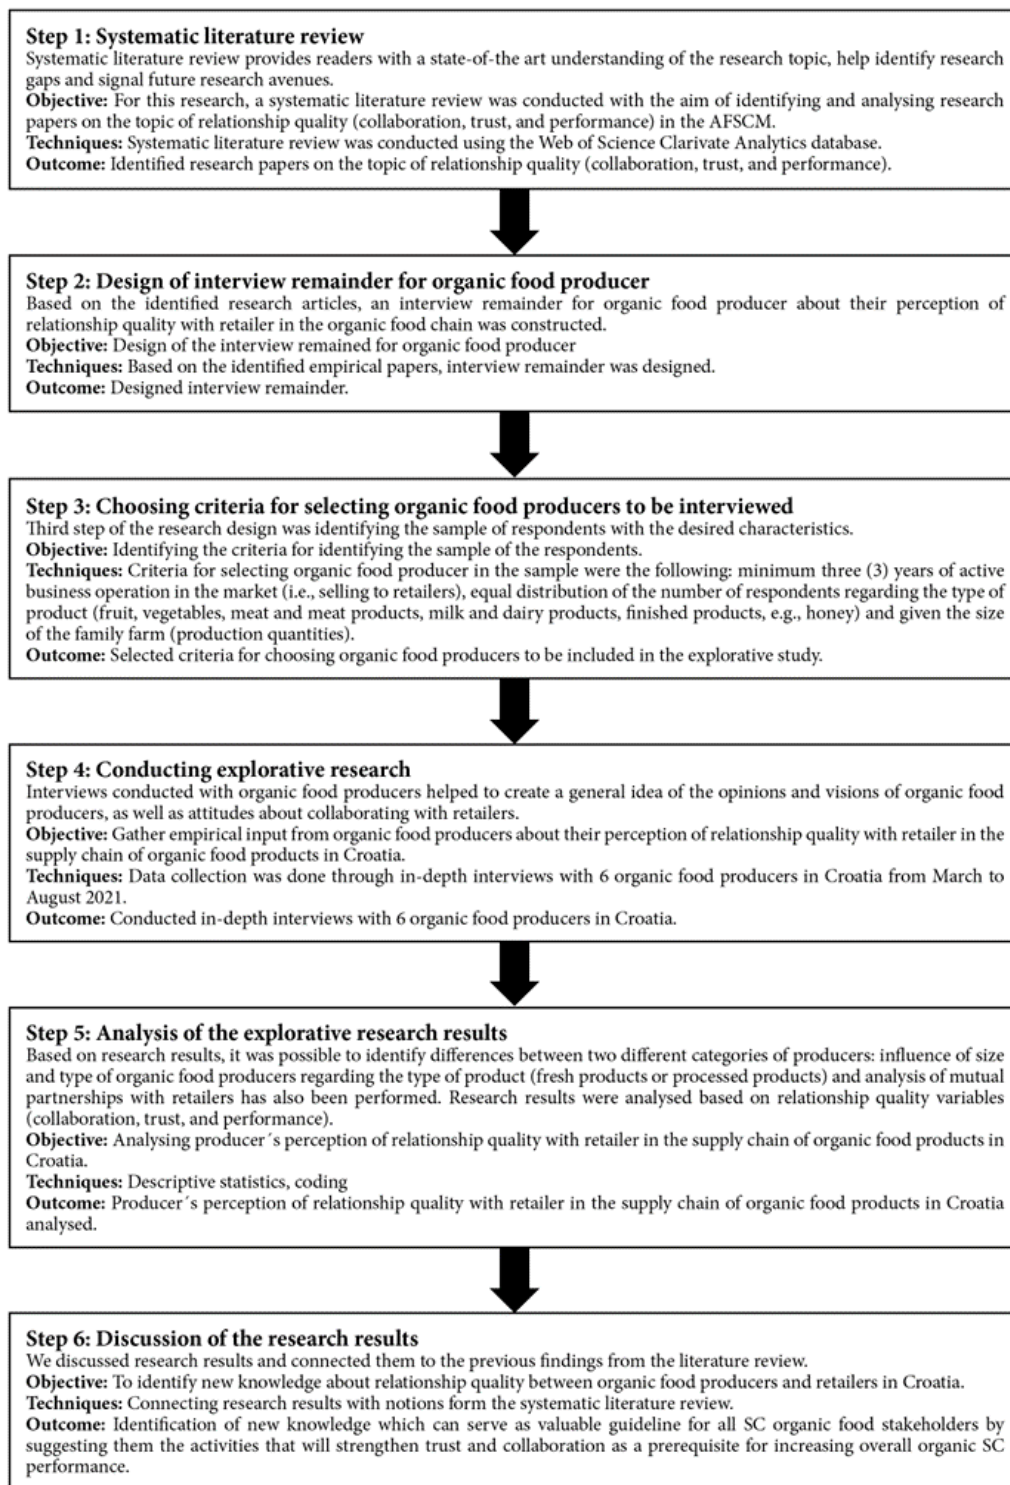 Step 1: Systematic literature review
Systematic literature review provides readers with a state-of-the art understanding of the research topic, help identify research
gaps and signal future research avenues.
Objective: For this research, a systematic literature review was conducted with the aim of identifying and analysing research
papers on the topic of relationship quality (collaboration, trust, and performance) in the AFSCM.
Techniques: Systematic literature review was conducted using the Web of Science Clarivate Analytics database.
Outcome: Identified research papers on the topic of relationship quality (collaboration, trust, and performance).
Step 2: Design of interview remainder for organic food producer
Based on the identified research articles, an interview remainder for organic food producer about their perception of
relationship quality with retailer in the organic food chain was constructed.
Objective: Design of the interview remained for organic food producer
Techniques: Based on the identified empirical papers, interview remainder was designed.
Outcome: Designed interview remainder.
Step 3: Choosing criteria for selecting organic food producers to be interviewed
Third step of the research design was identifying the sample of respondents with the desired characteristics.
Objective: Identifying the criteria for identifying the sample of the respondents.
Techniques: Criteria for selecting organic food producer in the sample were the following: minimum three (3) years of active
business operation in the market (i.e., selling to retailers), equal distribution of the number of respondents regarding the type of
product (fruit, vegetables, meat and meat products, milk and dairy products, finished products, e.g., honey) and given the size
of the family farm (production quantities).
Outcome: Selected criteria for choosing organic food producers to be included in the explorative study.
Step 4: Conducting explorative research
Interviews conducted with organic food producers helped to create a general idea of the opinions and visions of organic food
producers, as well as attitudes about collaborating with retailers.
Objective: Gather empirical input from organic food producers about their perception of relationship quality with retailer in the
supply chain of organic food products in Croatia.
Techniques: Data collection was done through in-depth interviews with 6 organic food producers in Croatia from March to
August 2021.
Outcome: Conducted in-depth interviews with 6 organic food producers in Croatia.
Step 5: Analysis of the explorative research results
Based on research results, it was possible to identify differences between two different categories of producers: influence of size
and type of organic food producers regarding the type of product (fresh products or processed products) and analysis of mutual
partnerships with retailers has also been performed. Research results were analysed based on relationship quality variables
(collaboration, trust, and performance).
Objective: Analysing producer´s perception of relationship quality with retailer in the supply chain of organic food products in
Croatia.
Techniques: Descriptive statistics, coding
Outcome: Producer´s perception of relationship quality with retailer in the supply chain of organic food products in Croatia
analysed.
Step 6: Discussion of the research results
We discussed research results and connected them to the previous findings from the literature review.
Objective: To identify new knowledge about relationship quality between organic food producers and retailers in Croatia.
Techniques: Connecting research results with notions form the systematic literature review.
Outcome: Identification of new knowledge which can serve as valuable guideline for all SC organic food stakeholders by
suggesting them the activities that will strengthen trust and collaboration as a prerequisite for increasing overall organic SC
performance.